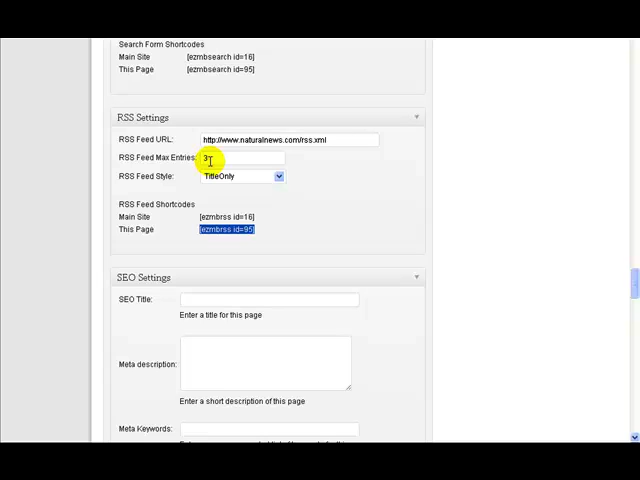 Search Form Shortcodes
Main Site [ezmbsearch id=16]
This Page [ezmbsearch id=95]
RSS Settings
RSS Feed URL: http://www.naturalnews.com/rss.xml
RSS Feed Max Entries: 3
RSS Feed Style: TitleOnly
RSS Feed Shortcodes
Main Site [ezmbrss id=16]
This Page [ezmbrss id=95]
SEO Settings
SEO Title:
Enter a title for this page
Meta description:
Enter a short description of this page
Meta Keywords: